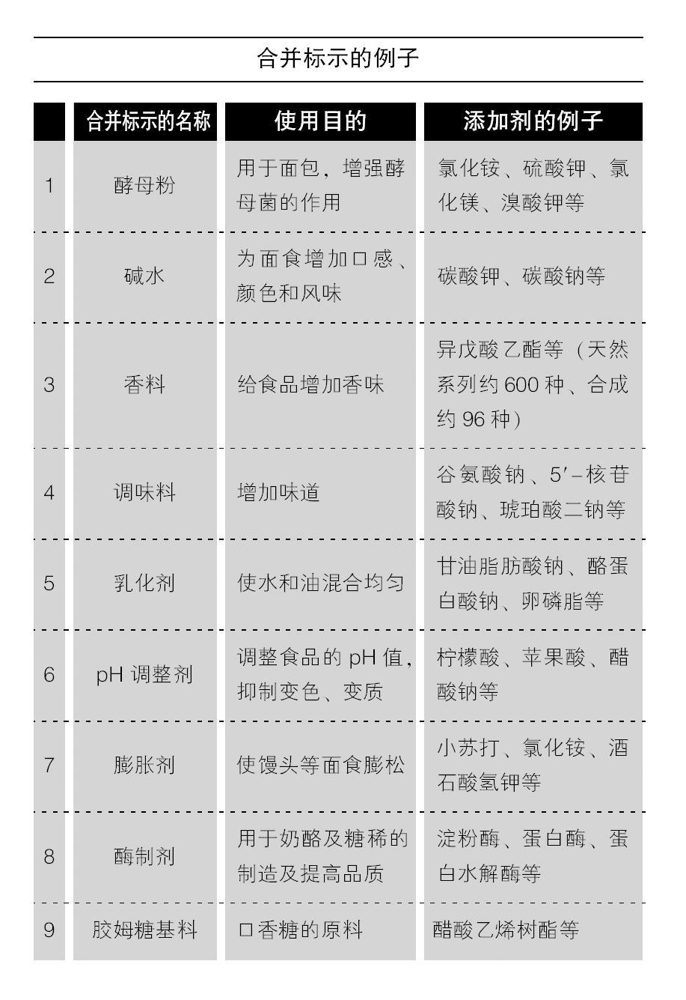 合并标示的例子
合并标示的名称 使用目的 添加剂的例子
1 酵母粉 用于面包，增强酵母菌的作用 氯化铵、硫酸钾、氯化镁、溴酸钾等
2 碱水 为面食增加口感、颜色和风味 碳酸钾、碳酸钠等
3 香料 给食品增加香味 异戊酸乙酯等（天然系列约 600 种、合成约 96 种）
4 调味料 增加味道 谷氨酸钠、5′-核苷酸钠、琥珀酸二钠等
5 乳化剂 使水和油混合均匀 甘油脂肪酸钠、酪蛋白酸钠、卵磷脂等
6 pH 调整剂 调整食品的 pH 值，抑制变色、变质 柠檬酸、苹果酸、醋酸钠等
7 膨胀剂 使馒头等面食膨松 小苏打、氯化铵、酒石酸氢钾等
8 酶制剂 用于奶酪及糖稀的制造及提高品质 淀粉酶、蛋白酶、蛋白水解酶等
9 胶姆糖基料 口香糖的原料 醋酸乙烯树酯等